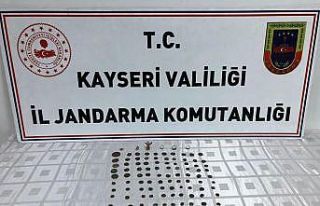 T.C.
KAYSERİ VALİLİĞİ
İL JANDARMA KOMUTANLIĞI